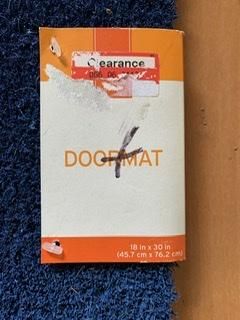 Clearance
DOORMAT
18 in x 30 in
(45.7 cm x 76.2 cm)